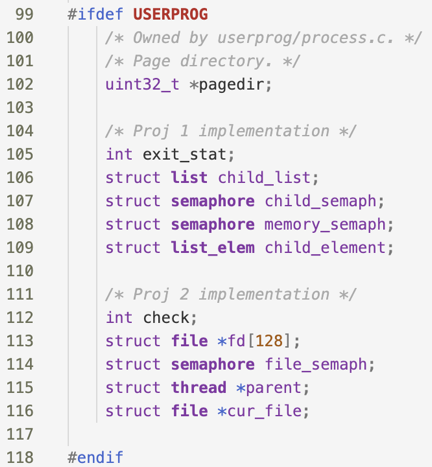 99 #ifdef USERPROG
100 /* Owned by userprog/process.c. */
101 /* Page directory. */
102 uint32_t *pagedir;
103
104 /* Proj 1 implementation */
105 int exit_stat;
106 struct list child_list;
107 struct semaphore child_semaph;
108 struct semaphore memory_semaph;
109 struct list_elem child_element;
110
111 /* Proj 2 implementation */
112 int check;
113 struct file *fd[128];
114 struct semaphore file_semaph;
115 struct thread *parent;
116 struct file *cur_file;
117
118 #endif